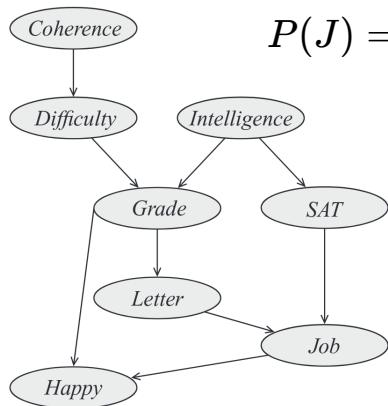 Coherence
P(J) =
Difficulty Intelligence
Grade SAT
Letter
Job
Happy